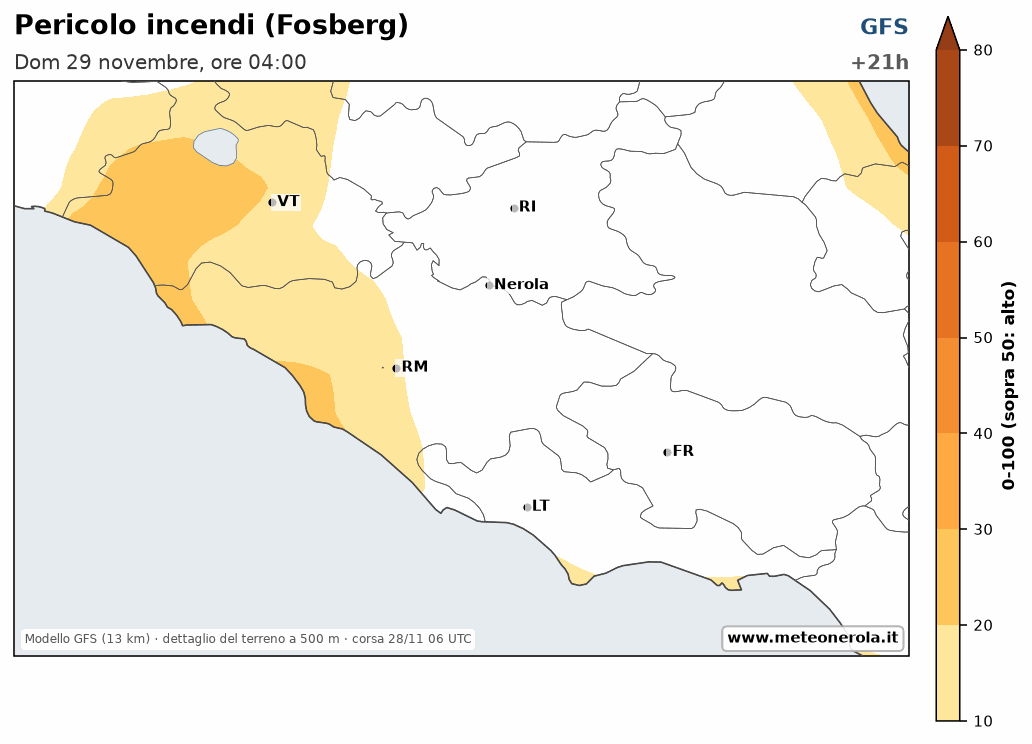 Pericolo incendi (Fosberg)
GFS
Dom 29 novembre, ore 04:00
+21h
80
70
60
50
40
30
20
10
0-100 (sopra 50: alto)
VT
RI
Nerola
RM
FR
LT
Modello GFS (13 km) · dettaglio del terreno a 500 m · corsa 28/11 06 UTC
www.meteonerola.it